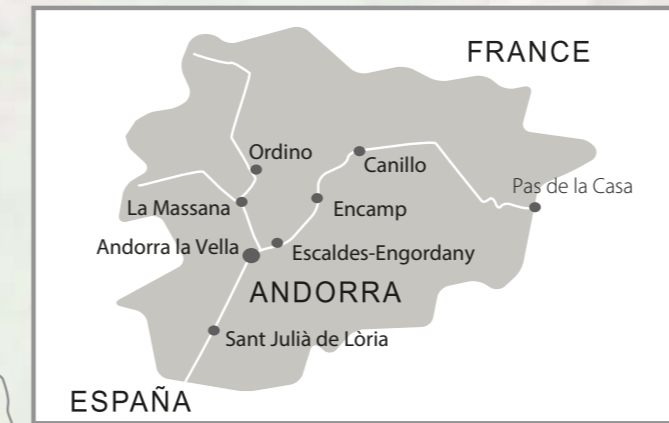 FRANCE
Ordino
Canillo
Pas de la Casa
La Massana
Encamp
Andorra la Vella
Escaldes-Engordany
ANDORRA
Sant Julià de Lòria
ESPAÑA